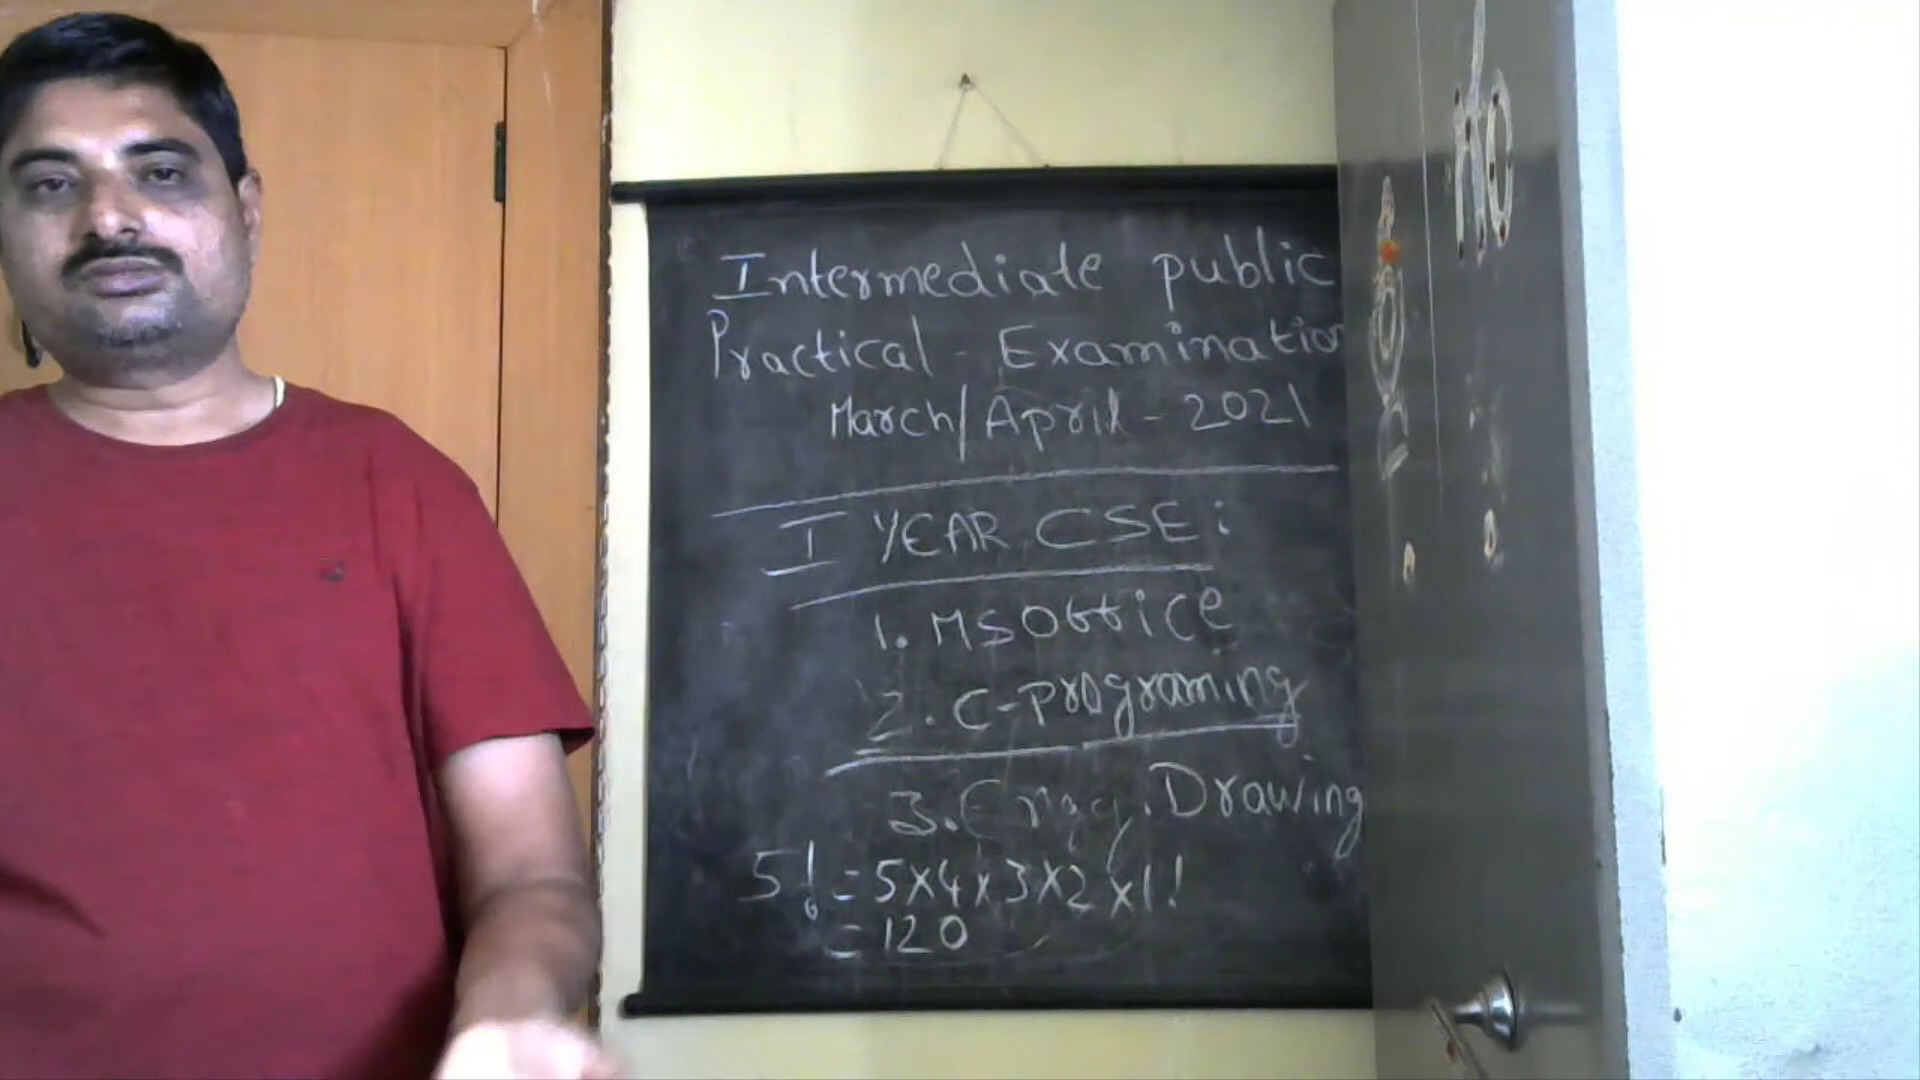 Intermediate public
Practical - Examination
March/April - 2021
I YEAR CSE:
1. MSOffice
2. C-Programing
3. Engg. Drawing
5! = 5x4x3x2x1!
= 120